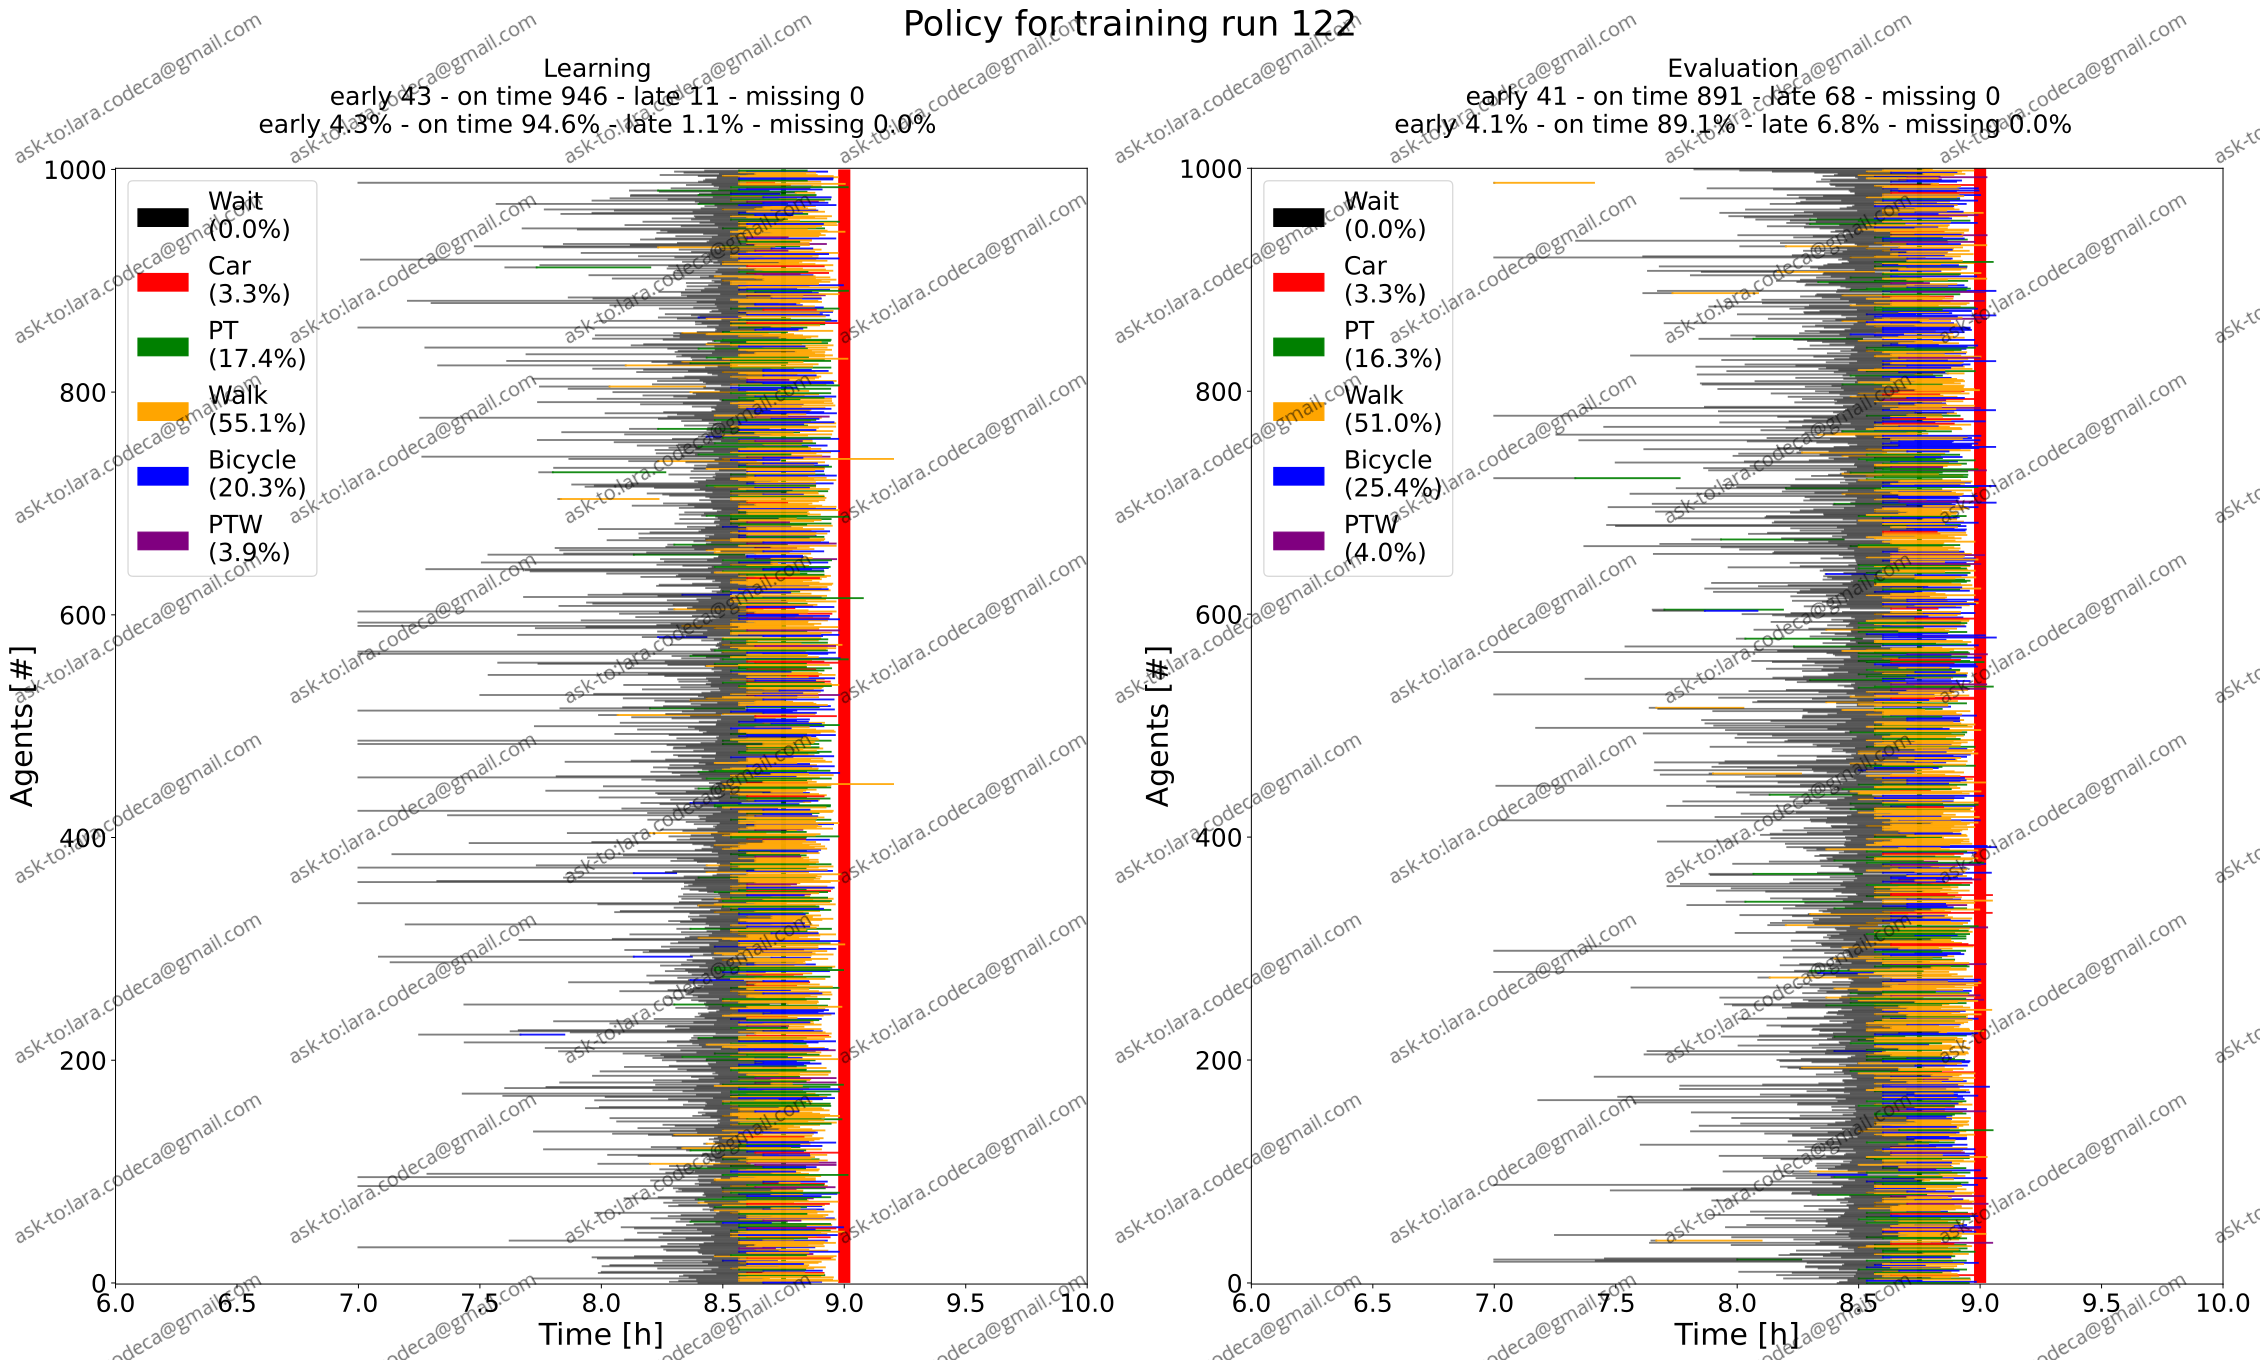 Policy for training run 122
Learning
early 43 - on time 946 - late 11 - missing 0
early 4.3% - on time 94.6% - late 1.1% - missing 0.0%
1000
800
600
400
200
0
Agents [#]
Wait
(0.0%)
Car
(3.3%)
PT
(17.4%)
Walk
(55.1%)
Bicycle
(20.3%)
PTW
(3.9%)
6.0 6.5 7.0 7.5 8.0 8.5 9.0 9.5 10.0
Time [h]
Evaluation
early 41 - on time 891 - late 68 - missing 0
early 4.1% - on time 89.1% - late 6.8% - missing 0.0%
1000
800
600
400
200
0
Agents [#]
Wait
(0.0%)
Car
(3.3%)
PT
(16.3%)
Walk
(51.0%)
Bicycle
(25.4%)
PTW
(4.0%)
6.0 6.5 7.0 7.5 8.0 8.5 9.0 9.5 10.0
Time [h]
ask-to:lara.codeca@gmail.com